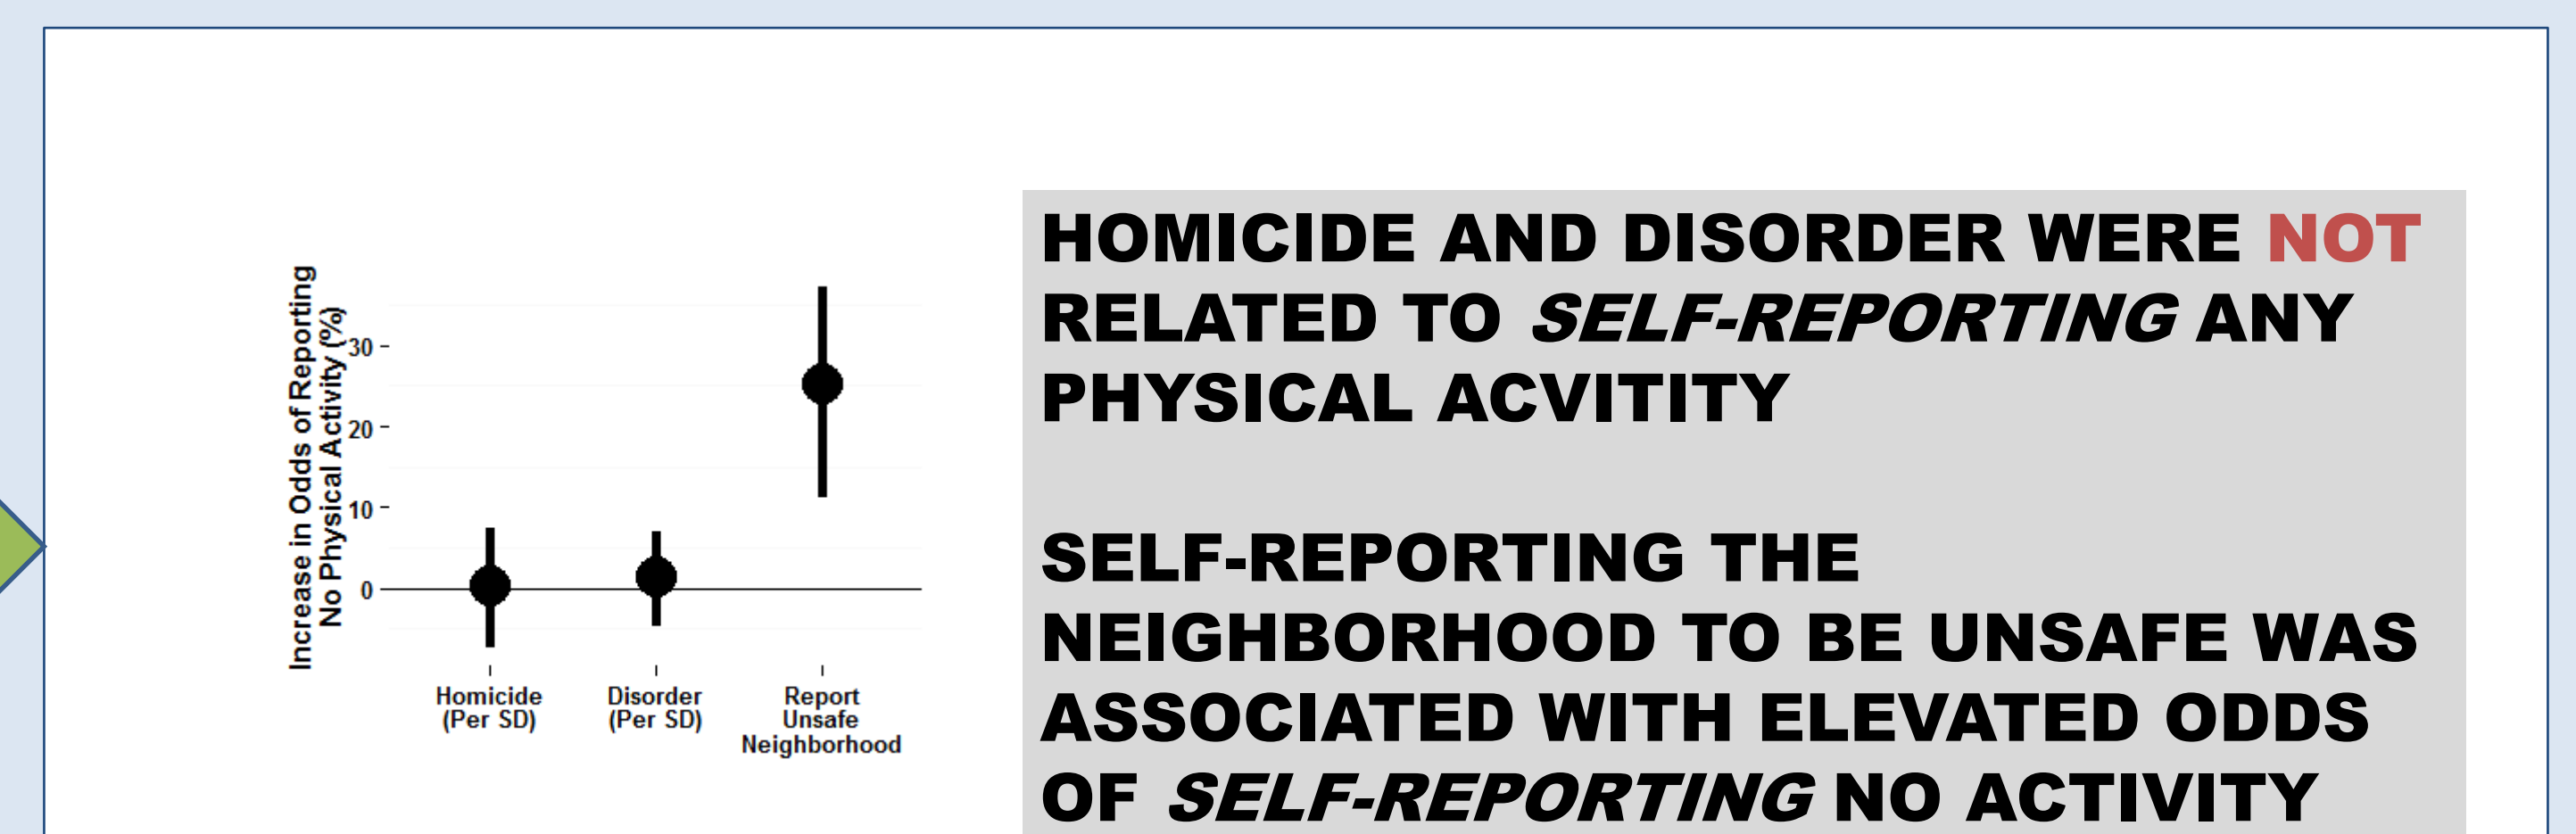 Increase in Odds of Reporting
No Physical Activity (%)
30
20
10
0
Homicide
(Per SD)
Disorder
(Per SD)
Report
Unsafe
Neighborhood
HOMICIDE AND DISORDER WERE NOT
RELATED TO SELF-REPORTING ANY
PHYSICAL ACVITITY
SELF-REPORTING THE
NEIGHBORHOOD TO BE UNSAFE WAS
ASSOCIATED WITH ELEVATED ODDS
OF SELF-REPORTING NO ACTIVITY